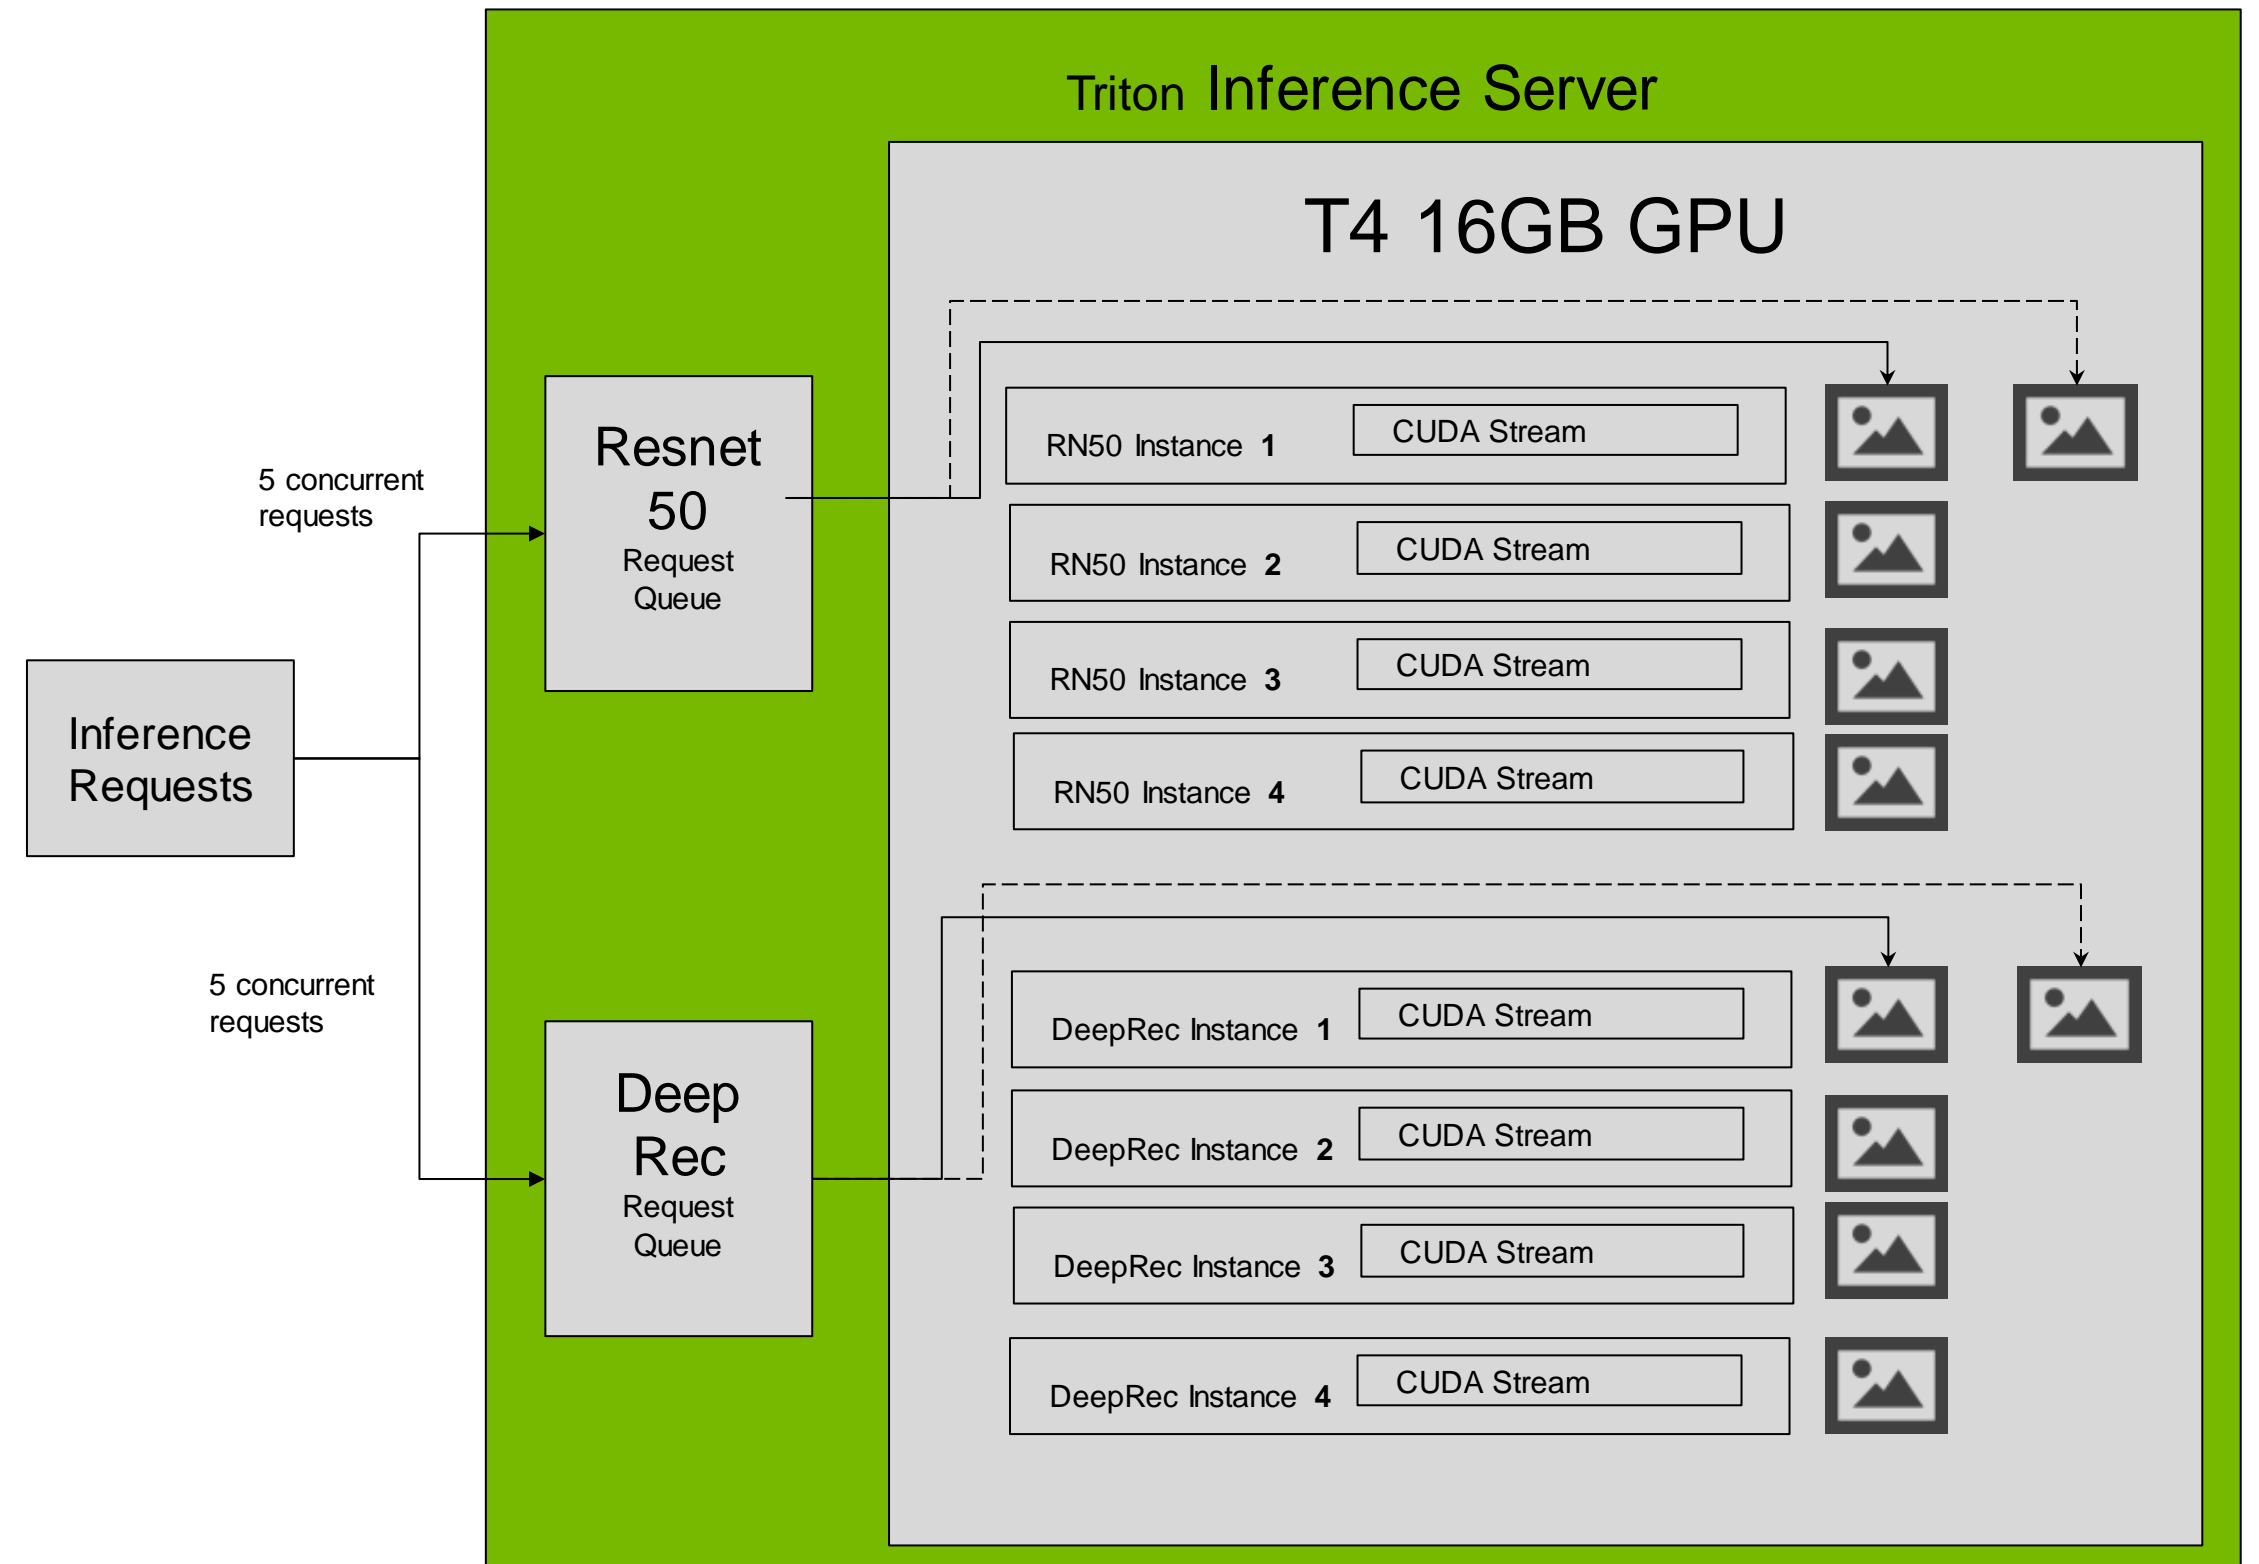 Triton Inference Server
T4 16GB GPU
5 concurrent
requests
Resnet
50
Request
Queue
RN50 Instance 1
CUDA Stream
RN50 Instance 2
CUDA Stream
RN50 Instance 3
CUDA Stream
RN50 Instance 4
CUDA Stream
Inference
Requests
5 concurrent
requests
Deep
Rec
Request
Queue
DeepRec Instance 1
CUDA Stream
DeepRec Instance 2
CUDA Stream
DeepRec Instance 3
CUDA Stream
DeepRec Instance 4
CUDA Stream